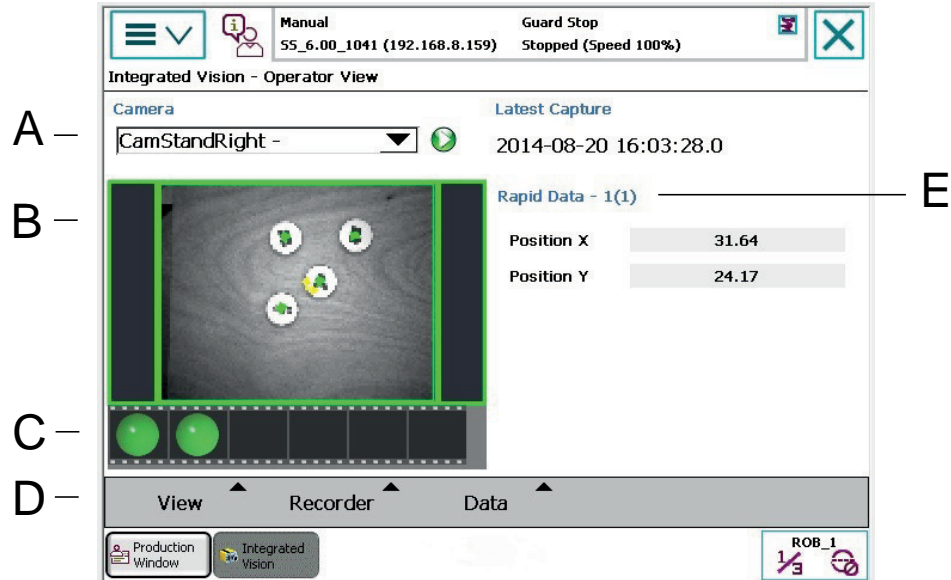 Manual Guard Stop
S5_6.00_1041 (192.168.8.159) Stopped (Speed 100%)
Integrated Vision - Operator View
Camera Latest Capture
A CamStandRight - 2014-08-20 16:03:28.0
B Rapid Data - 1(1) E
Position X 31.64
Position Y 24.17
C
D View Recorder Data
Production Window
Integrated Vision
ROB_1
1/3